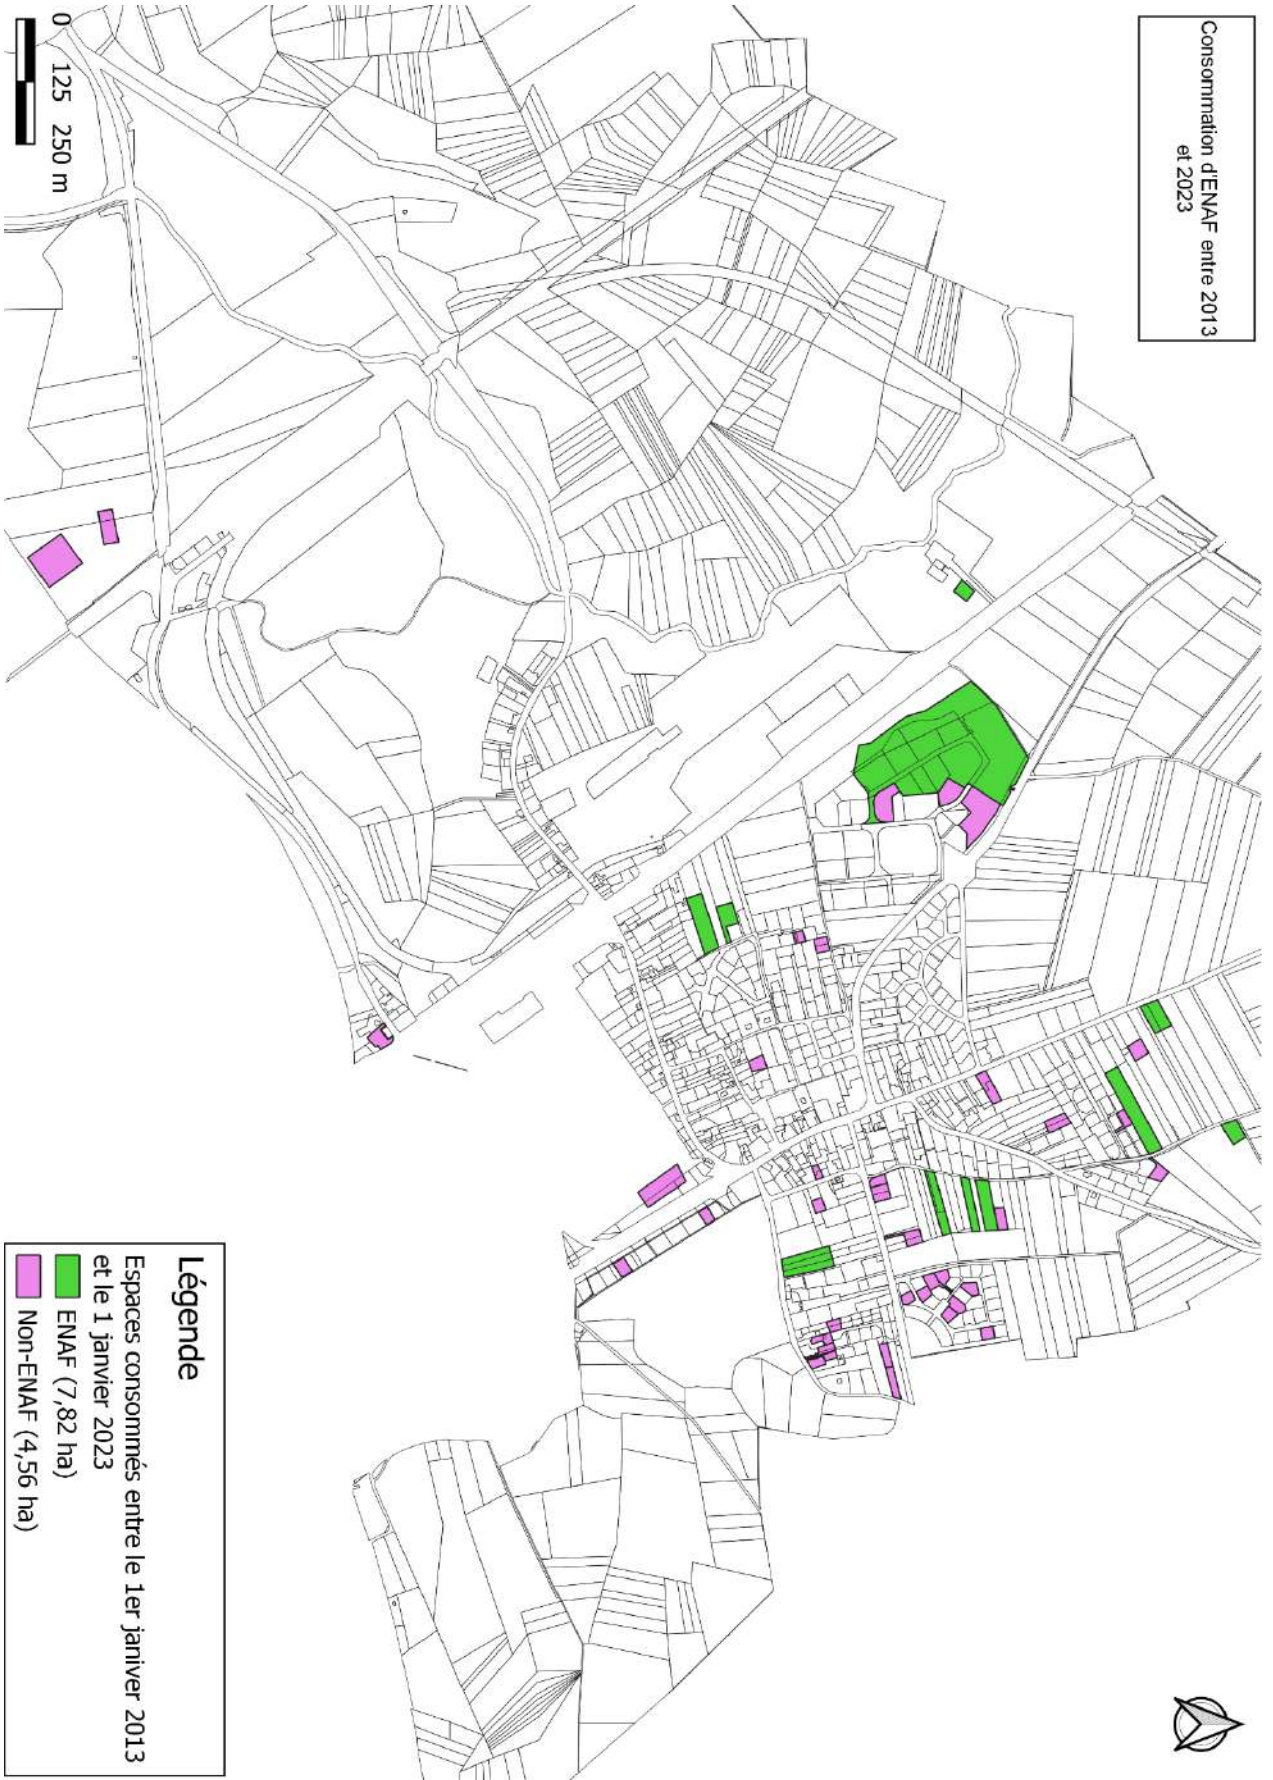 Consommation d'ENAF entre 2013
et 2023
0 125 250 m
Légende
Espaces consommés entre le 1er janiver 2013
et le 1 janvier 2023
ENAF (7,82 ha)
Non-ENAF (4,56 ha)